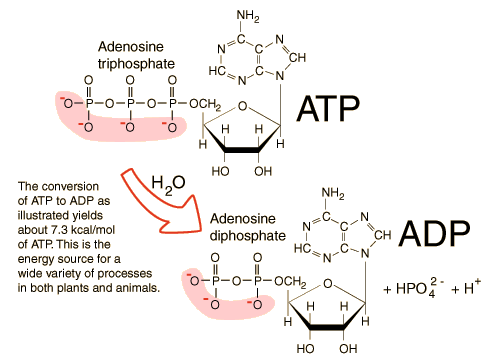 NH₂
Adenosine
triphosphate
C N
N C
CH
HC C
N N
O O O
⁻O–P–O–P–O–P–OCH₂ O
O⁻ O⁻ O⁻
ATP
H H
H H
HO OH
The conversion
of ATP to ADP as
illustrated yields
about 7.3 kcal/mol
of ATP. This is the
energy source for a
wide variety of processes
in both plants and animals.
H₂O
NH₂
Adenosine
diphosphate
C N
N C
CH
HC C
N N
ADP
O O
⁻O–P–O–P–OCH₂ O
O⁻ O⁻
H H
H H
HO OH
+ HPO₄²⁻ + H⁺